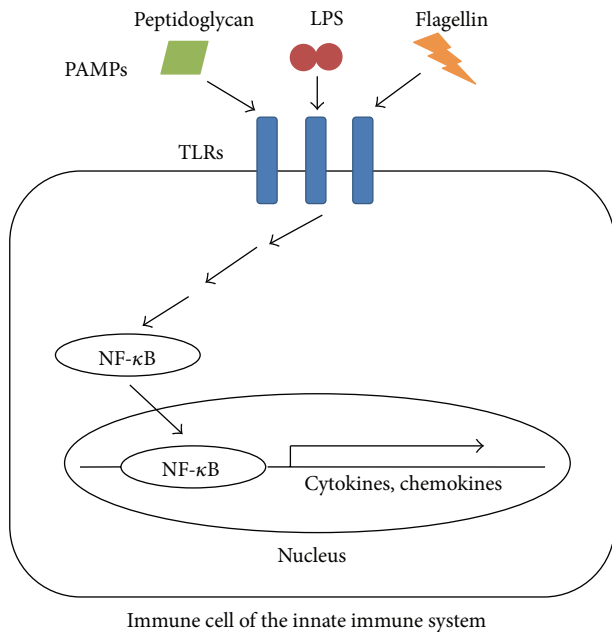 Peptidoglycan
LPS
Flagellin
PAMPs
TLRs
NF-κB
NF-κB
Cytokines, chemokines
Nucleus
Immune cell of the innate immune system